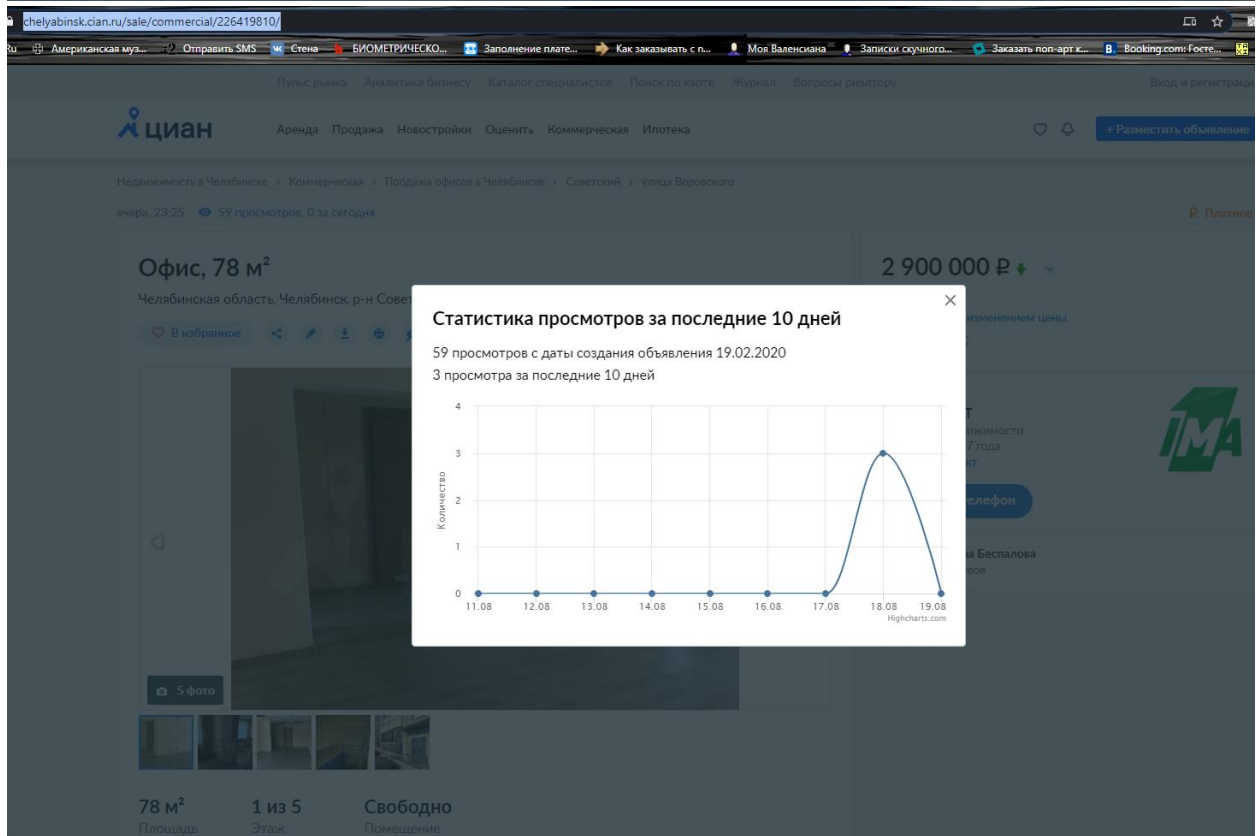 chelyabinsk.cian.ru/sale/commercial/226419810/
Ru Американская муз... Отправить SMS Стена БИОМЕТРИЧЕСКО... Заполнение плате... Как заказывать с п... Моя Валенсиана Записки скучного... Заказать поп-арт к... Booking.com: Госте...
Пульс рынка Аналитика бизнесу Каталог специалистов Поиск по карте Журнал Вопросы риэлтору Вход и регистрация
циан Аренда Продажа Новостройки Оценить Коммерческая Ипотека + Разместить объявление
Недвижимость в Челябинске > Коммерческая > Продажа офисов в Челябинске > Советский > улица Воровского
вчера, 23:25 59 просмотров, 0 за сегодня Платное
Офис, 78 м²
2 900 000 ₽
Челябинская область, Челябинск, р-н Совет
изменением цены
В избранное
Статистика просмотров за последние 10 дней
59 просмотров с даты создания объявления 19.02.2020
3 просмотра за последние 10 дней
Количество
4
3
2
1
0
11.08 12.08 13.08 14.08 15.08 16.08 17.08 18.08 19.08
Highcharts.com
т
вижимости
7 года
кт
IMA
телефон
на Беспалова
вов
5 фото
78 м² 1 из 5 Свободно
Площадь Этаж Помещение